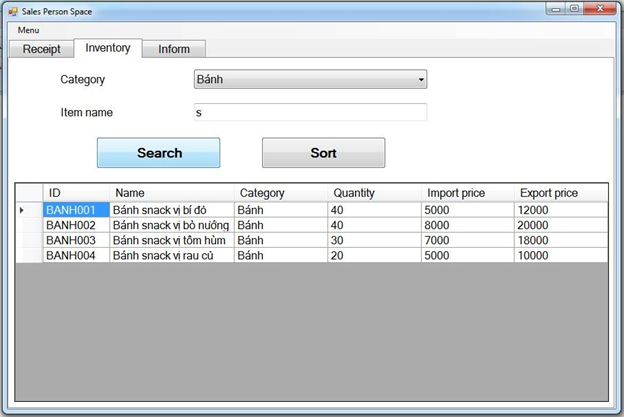 Sales Person Space
Menu
Receipt Inventory Inform
Category Bánh
Item name s
Search Sort
ID Name Category Quantity Import price Export price
BANH001 Bánh snack vị bí đỏ Bánh 40 5000 12000
BANH002 Bánh snack vị bò nướng Bánh 40 8000 20000
BANH003 Bánh snack vị tôm hùm Bánh 30 7000 18000
BANH004 Bánh snack vị rau củ Bánh 20 5000 10000